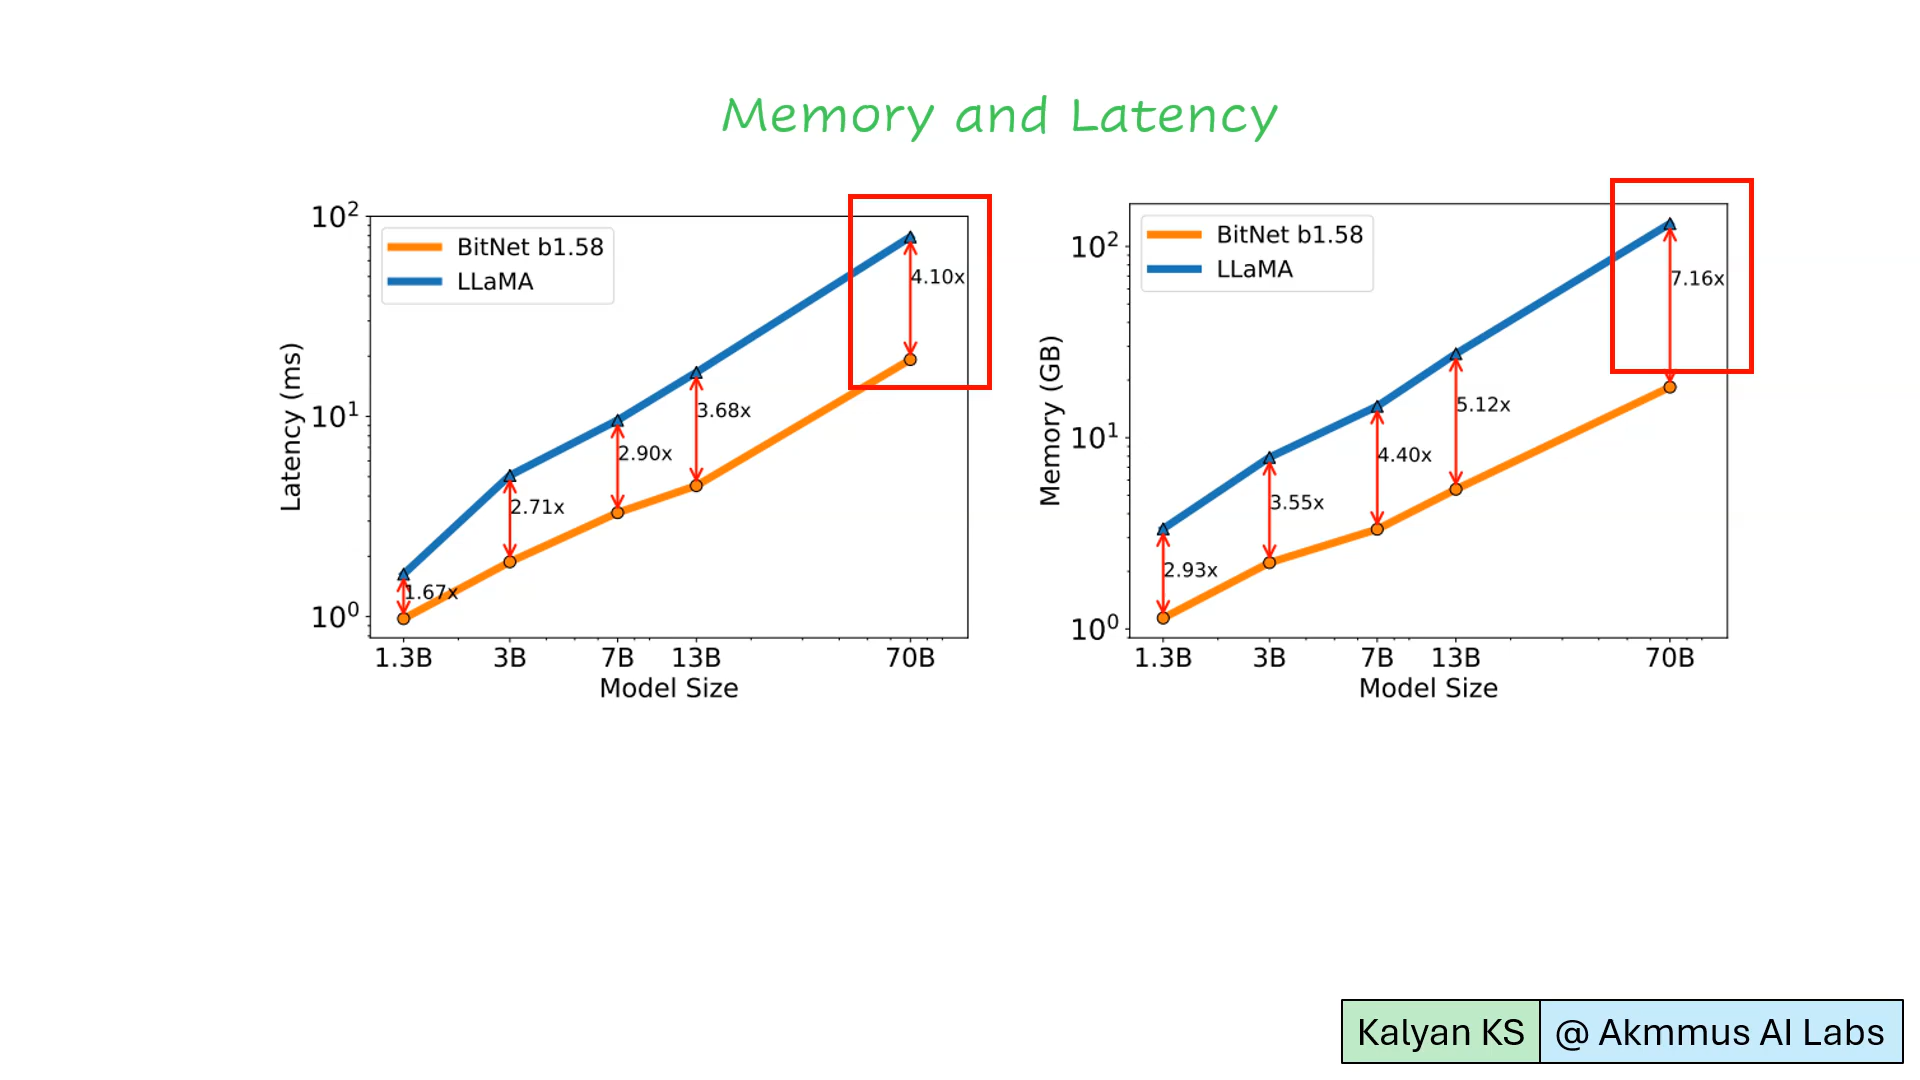 Memory and Latency
10²
BitNet b1.58
LLaMA
4.10x
Latency (ms)
3.68x
10¹
2.90x
2.71x
1.67x
10⁰
1.3B 3B 7B 13B 70B
Model Size
BitNet b1.58
10²
LLaMA
7.16x
Memory (GB)
5.12x
10¹
4.40x
3.55x
2.93x
10⁰
1.3B 3B 7B 13B 70B
Model Size
Kalyan KS @ Akmmus AI Labs